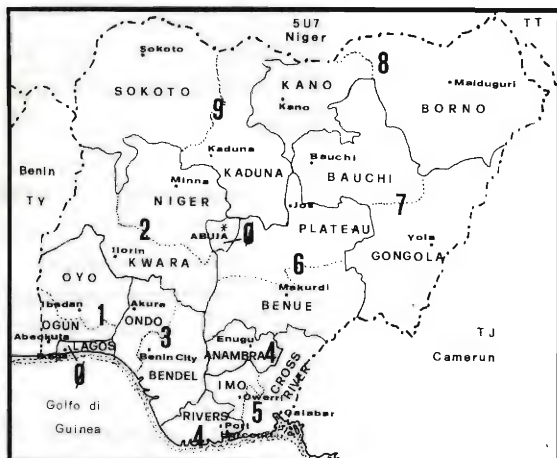 5U7
Niger
TT
Sokoto
SOKOTO
KANO
Kano
8
Maiduguri
BORNO
9
Kaduna
KADUNA
Bauchi
BAUCHI
Benin
TY
Minna
NIGER
Jos
7
2
ABUJA
*
Ø
PLATEAU
Yola
GONGOLA
Ilorin
KWARA
6
OYO
Makurdi
BENUE
Ibadan
1
Akura
ONDO
OGUN
3
Enugu
4
ANAMBRA
TJ
Camerun
Abeokuta
LAGOS
Benin City
BENDEL
IMO
CROSS
RIVER
Ø
Owerri
5
Golfo di
Guinea
RIVERS
4
Port
Harcourt
Calabar